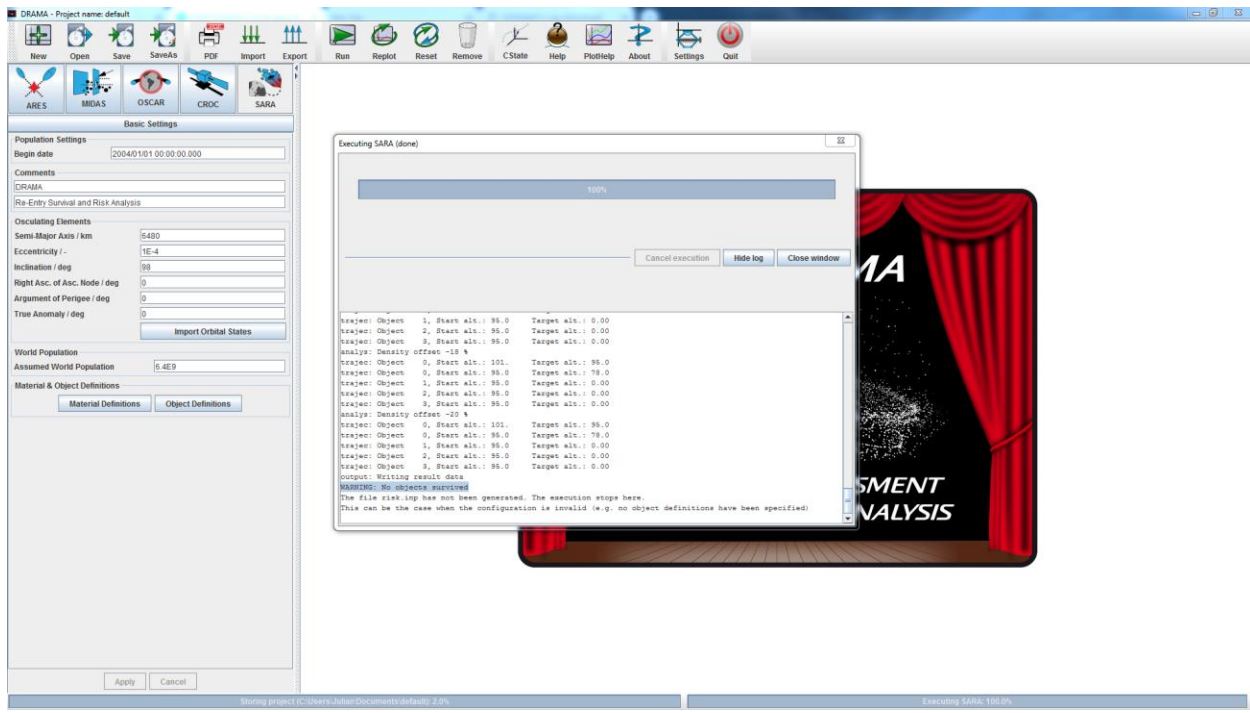 DRAMA - Project name: default
New Open Save SaveAs PDF Import Export Run Replot Reset Remove CState Help PlotHelp About Settings Quit
ARES MIDAS OSCAR CROC SARA
Basic Settings
Population Settings
Begin date 2004/01/01 00:00:00.000
Comments
DRAMA
Re-Entry Survival and Risk Analysis
Osculating Elements
Semi-Major Axis / km 6480
Eccentricity / - 1E-4
Inclination / deg 98
Right Asc. of Asc. Node / deg 0
Argument of Perigee / deg 0
True Anomaly / deg 0
Import Orbital States
World Population
Assumed World Population 6.4E9
Material & Object Definitions
Material Definitions Object Definitions
Apply Cancel
Executing SARA (done)
100%
Cancel execution Hide log Close window
trajec: Object 1, Start alt.: 95.0 Target alt.: 0.00
trajec: Object 2, Start alt.: 95.0 Target alt.: 0.00
trajec: Object 3, Start alt.: 95.0 Target alt.: 0.00
analys: Density offset -18 %
trajec: Object 0, Start alt.: 101. Target alt.: 95.0
trajec: Object 0, Start alt.: 95.0 Target alt.: 78.0
trajec: Object 1, Start alt.: 95.0 Target alt.: 0.00
trajec: Object 2, Start alt.: 95.0 Target alt.: 0.00
trajec: Object 3, Start alt.: 95.0 Target alt.: 0.00
analys: Density offset -20 %
trajec: Object 0, Start alt.: 101. Target alt.: 95.0
trajec: Object 0, Start alt.: 95.0 Target alt.: 78.0
trajec: Object 1, Start alt.: 95.0 Target alt.: 0.00
trajec: Object 2, Start alt.: 95.0 Target alt.: 0.00
trajec: Object 3, Start alt.: 95.0 Target alt.: 0.00
output: Writing result data
WARNING: No objects survived
The file risk.inp has not been generated. The execution stops here.
This can be the case when the configuration is invalid (e.g. no object definitions have been specified)
MA
SMENT
NALYSIS
Storing project (C:\Users\Julian\Documents\default): 2.0%
Executing SARA: 100.0%